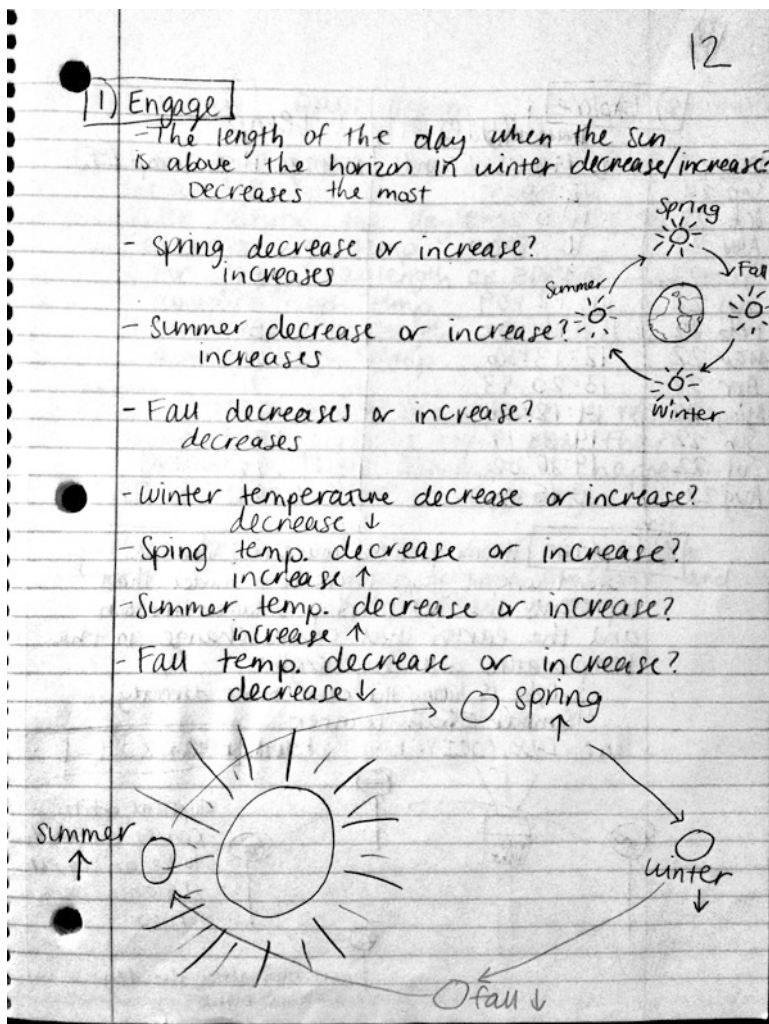 12
1) Engage
- The length of the day when the sun
is above the horizon in winter decrease/increase?
Decreases the most
- Spring decrease or increase?
increases
- Summer decrease or increase?
increases
- Fall decreases or increase?
decreases
Spring
Fall
Summer
Winter
- Winter temperature decrease or increase?
decrease ↓
- Sping temp. decrease or increase?
increase ↑
- Summer temp. decrease or increase?
increase ↑
- Fall temp. decrease or increase?
decrease ↓
spring
↑
summer
↑
winter
↓
fall ↓